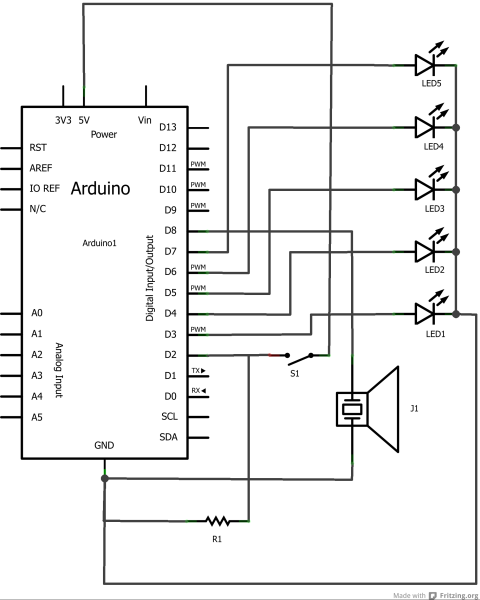 3V3 5V Vin
Power
RST
AREF
IO REF
N/C
Arduino
Arduino1
Digital Input/Output
D13
D12
D11 PWM
D10 PWM
D9 PWM
D8
D7
D6 PWM
D5 PWM
D4
D3 PWM
D2
D1 TX▶
D0 RX◀
SCL
SDA
A0
A1
A2
A3
A4
A5
Analog Input
GND
LED5
LED4
LED3
LED2
LED1
S1
J1
R1
Made with Fritzing.org